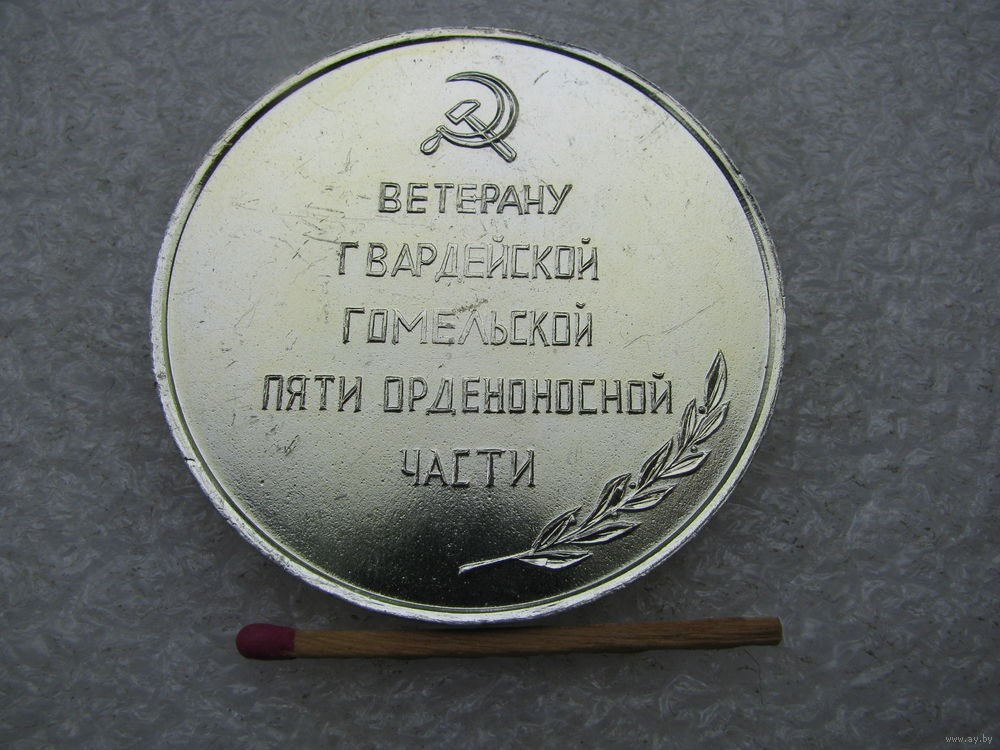 ВЕТЕРАНУ
ГВАРДЕЙСКОЙ
ГОМЕЛЬСКОЙ
ПЯТИ ОРДЕНОНОСНОЙ
ЧАСТИ
www.ay.by